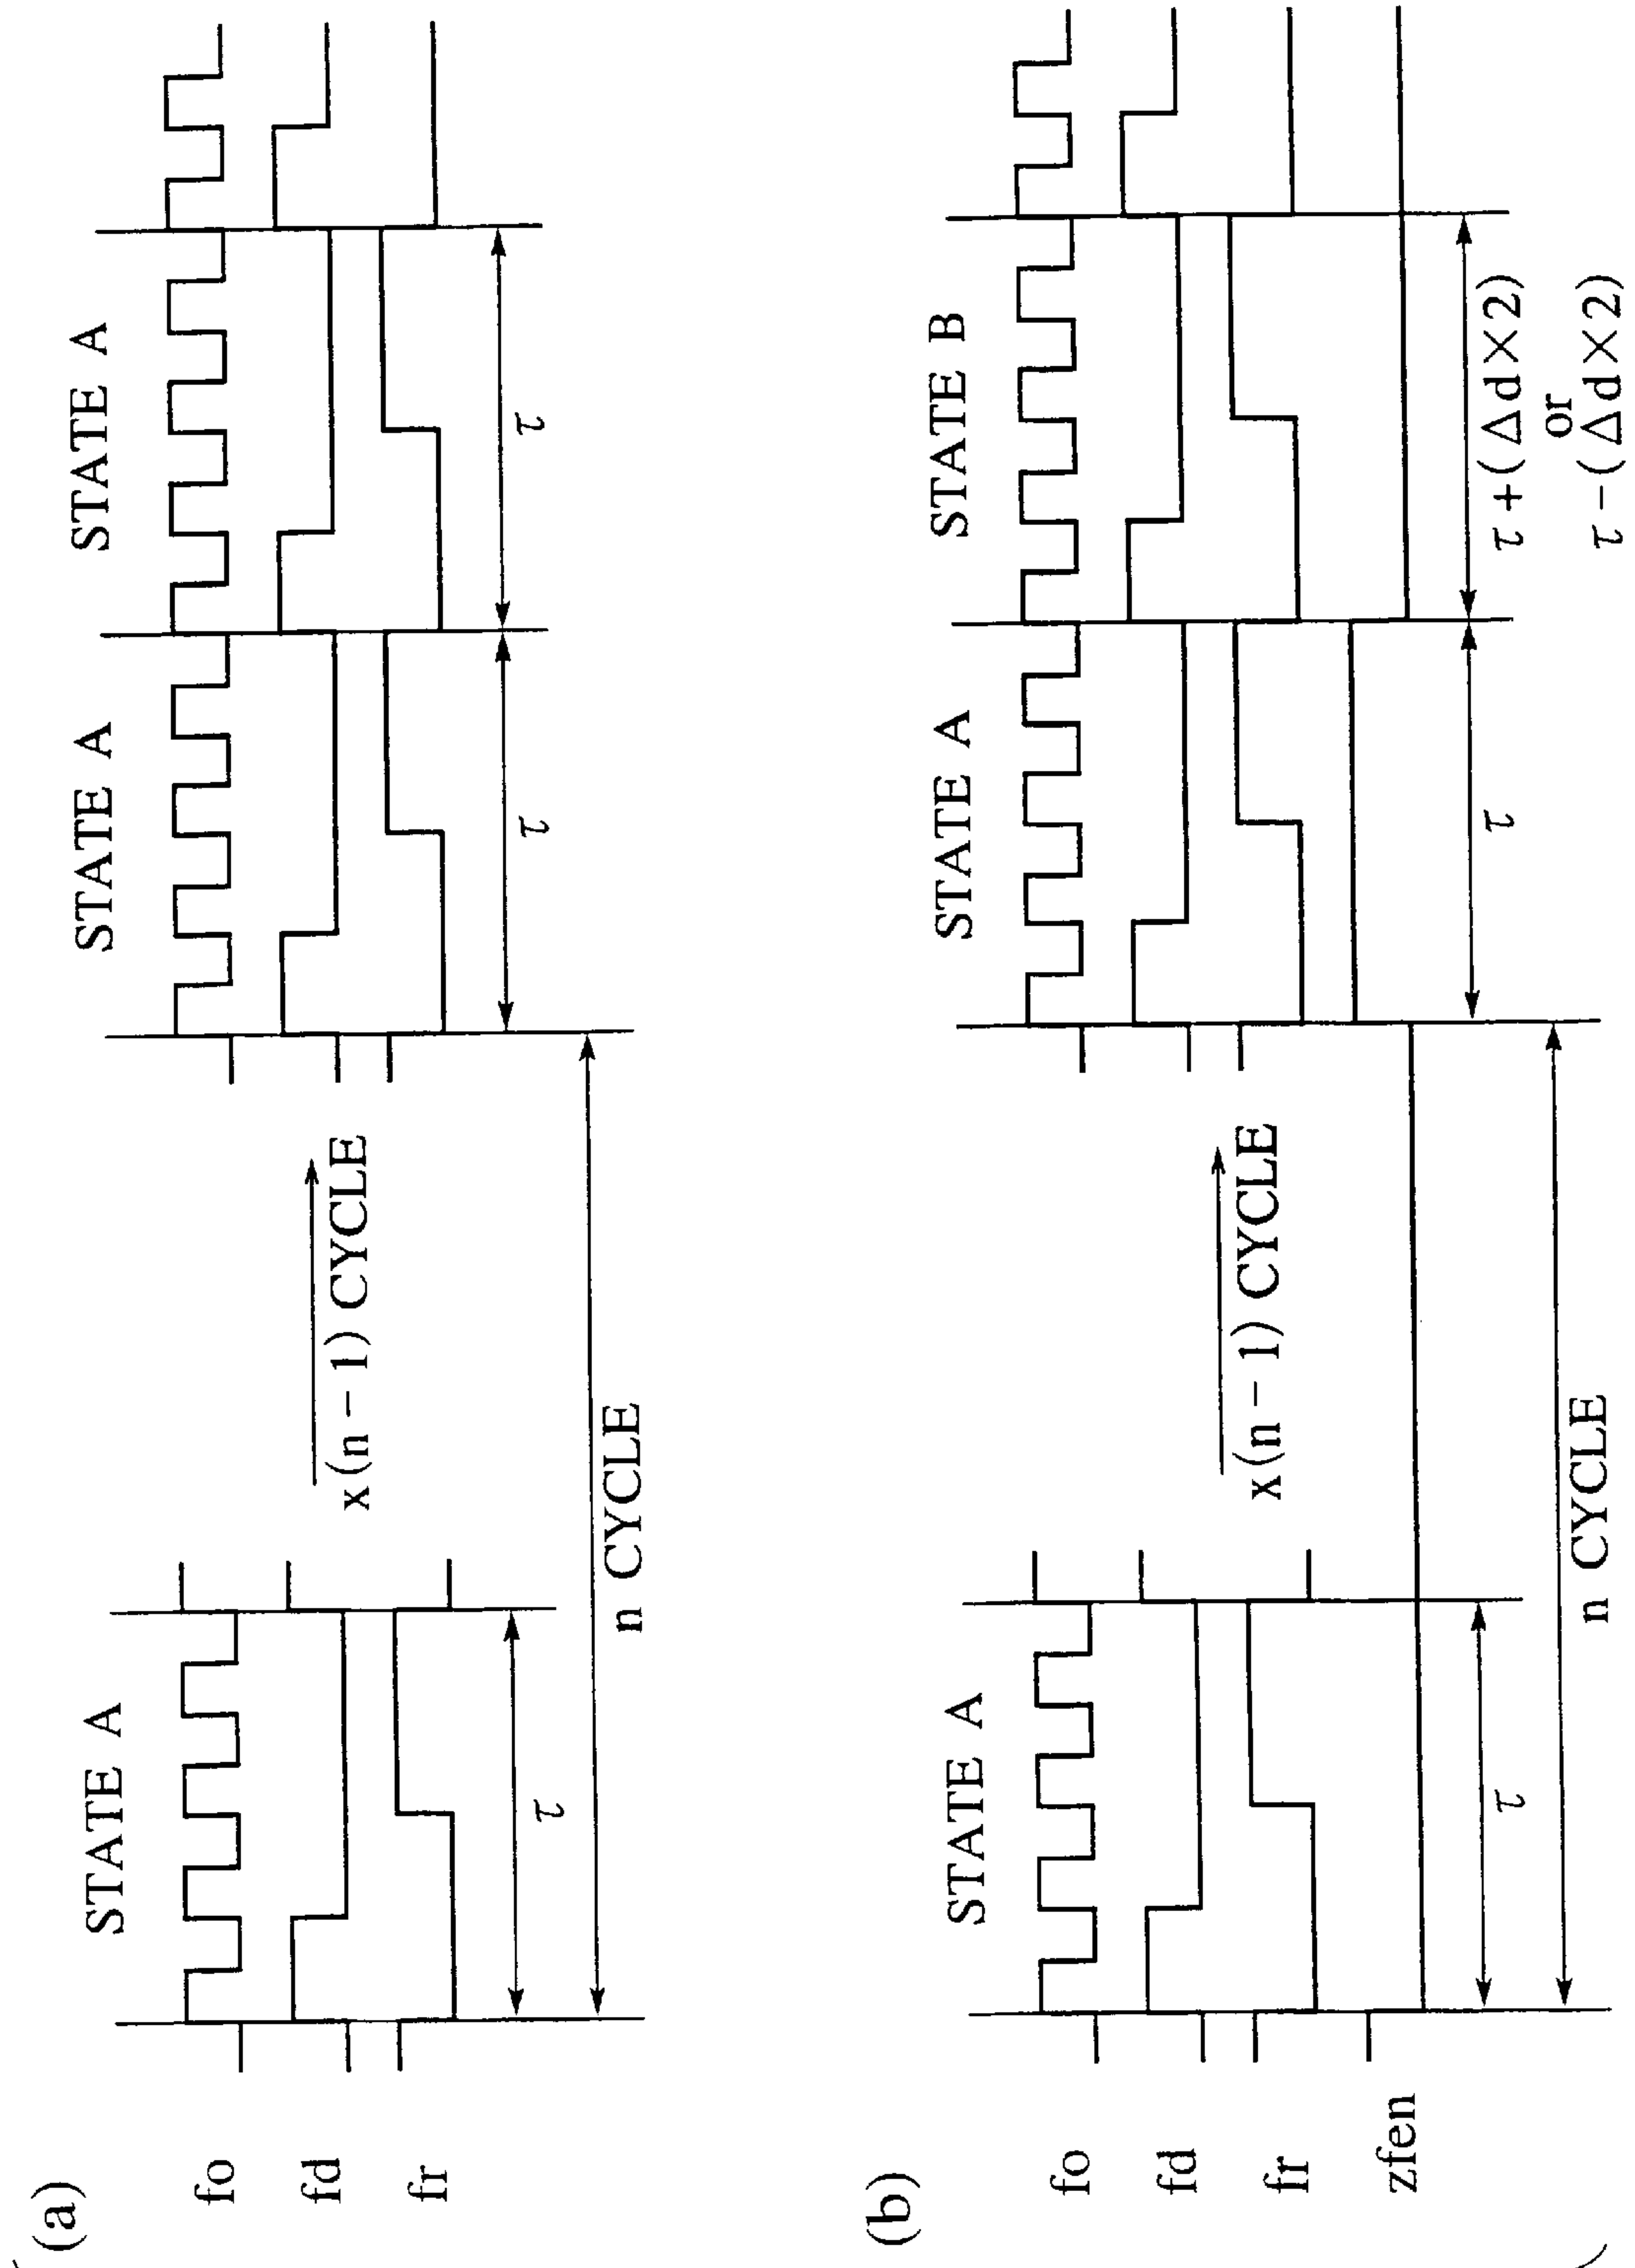 (a)
STATE A
STATE A
STATE A
fo
fd
fr
x(n−1) CYCLE
τ
τ
τ
n CYCLE
(b)
STATE A
STATE A
STATE B
fo
fd
fr
zfen
x(n−1) CYCLE
τ
τ
τ+(Δd×2)
or
τ−(Δd×2)
n CYCLE